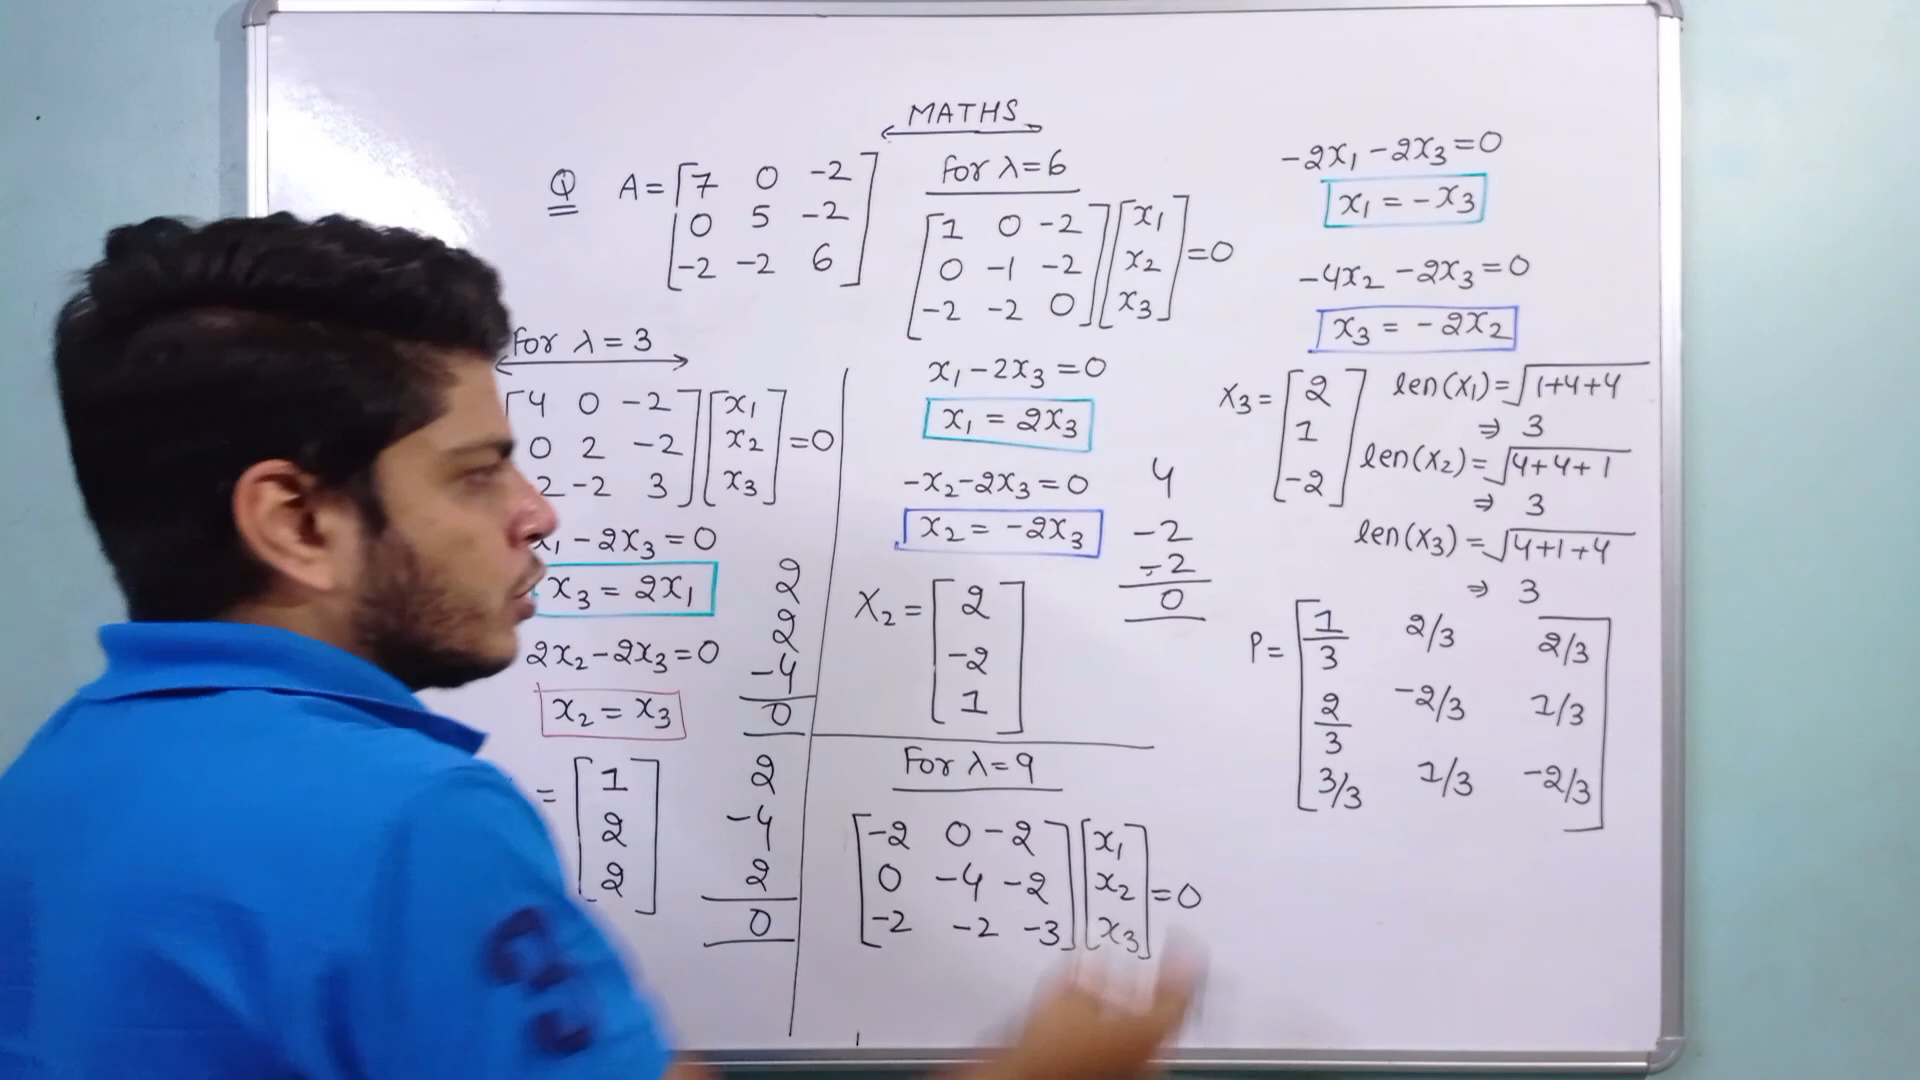 MATHS
Q A = [7 0 -2
0 5 -2
-2 -2 6]
For λ = 3
[4 0 -2
0 2 -2
2 -2 3] [x1
x2
x3] = 0
x1 - 2x3 = 0
x3 = 2x1
2x2 - 2x3 = 0
x2 = x3
= [1
2
2]
2
2
-4
0
2
-4
2
0
For λ=6
[1 0 -2
0 -1 -2
-2 -2 0] [x1
x2
x3] = 0
x1 - 2x3 = 0
x1 = 2x3
-x2 - 2x3 = 0
x2 = -2x3
X2 = [2
-2
1]
4
-2
-2
0
For λ=9
[-2 0 -2
0 -4 -2
-2 -2 -3] [x1
x2
x3] = 0
-2x1 - 2x3 = 0
x1 = -x3
-4x2 - 2x3 = 0
x3 = -2x2
X3 = [2
1
-2]
len(x1) = √1+4+4
⇒ 3
len(x2) = √4+4+1
⇒ 3
len(x3) = √4+1+4
⇒ 3
P = [1/3 2/3 2/3
2/3 -2/3 1/3
3/3 1/3 -2/3]